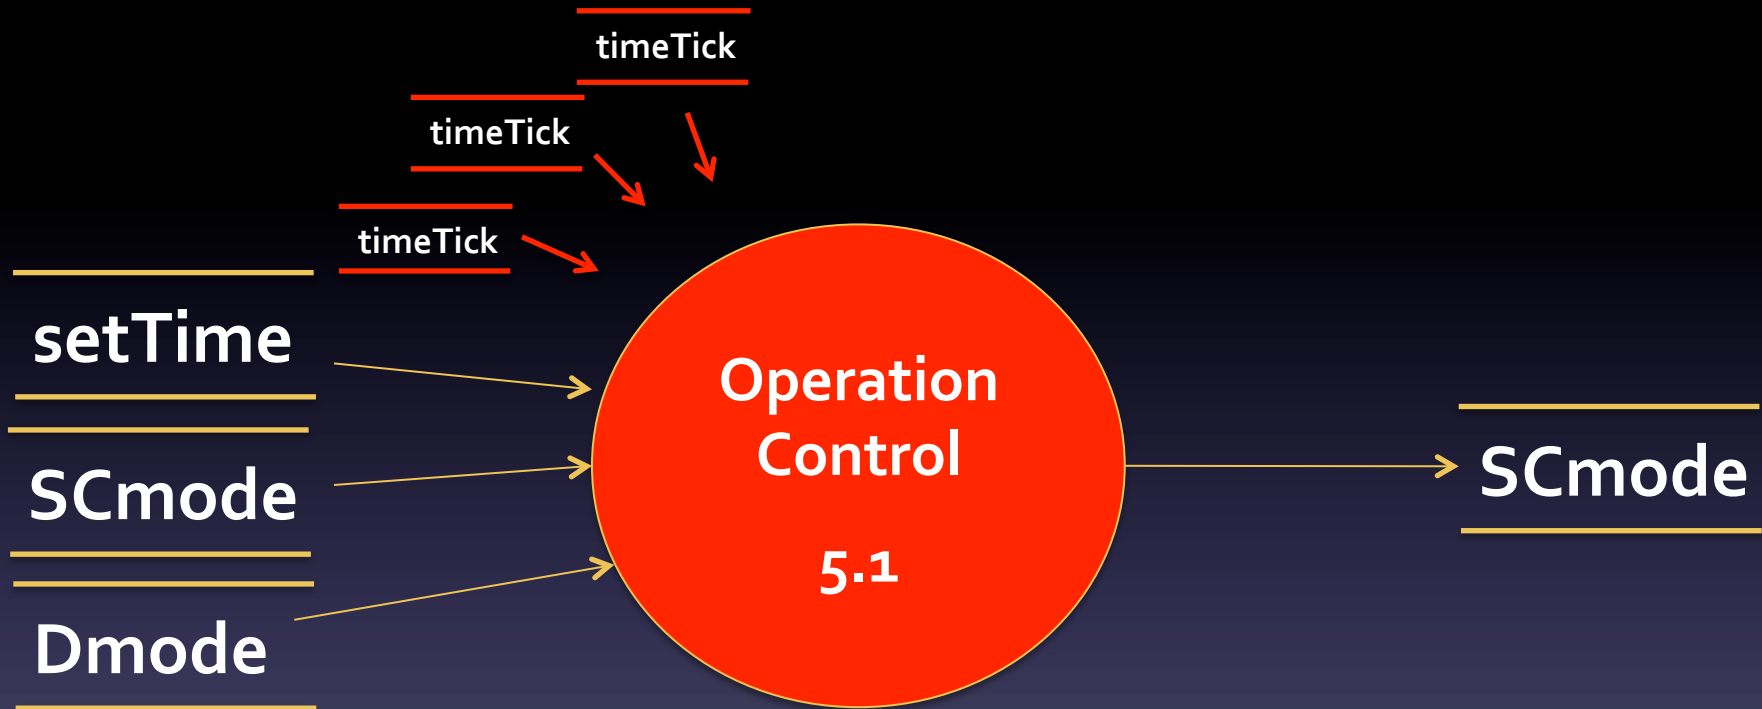 timeTick
timeTick
timeTick
setTime
SCmode
Dmode
Operation
Control
5.1
SCmode